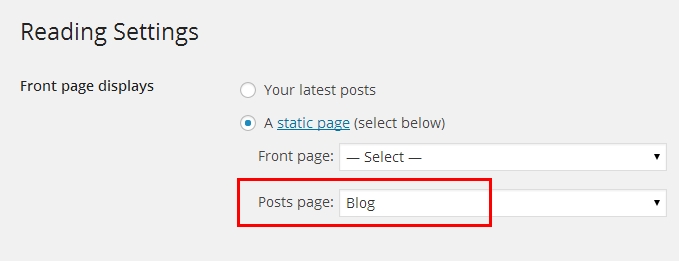 Reading Settings
Front page displays
Your latest posts
A static page (select below)
Front page: — Select —
Posts page: Blog